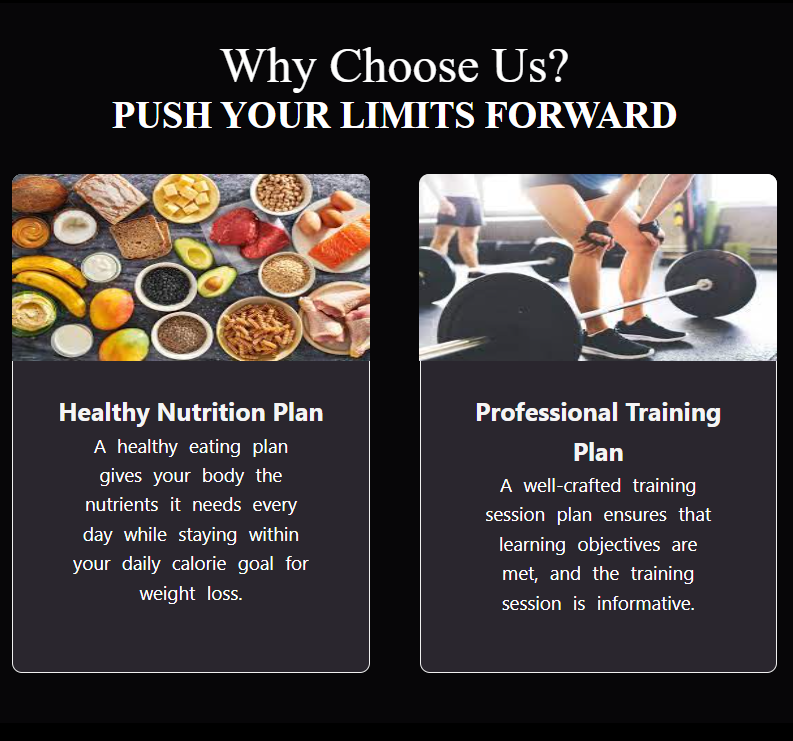 Why Choose Us?
PUSH YOUR LIMITS FORWARD
Healthy Nutrition Plan
A healthy eating plan
gives your body the
nutrients it needs every
day while staying within
your daily calorie goal for
weight loss.
Professional Training
Plan
A well-crafted training
session plan ensures that
learning objectives are
met, and the training
session is informative.